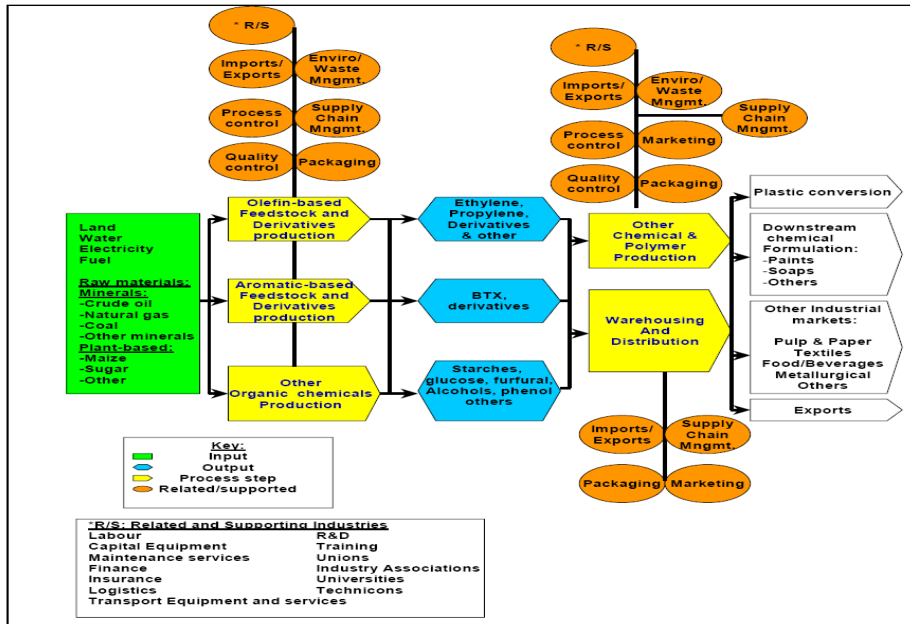 * R/S
Imports/
Exports
Enviro/
Waste
Mngmt.
Process
control
Supply
Chain
Mngmt.
Quality
control
Packaging
* R/S
Imports/
Exports
Enviro/
Waste
Mngmt.
Supply
Chain
Mngmt.
Process
control
Marketing
Quality
control
Packaging
Land
Water
Electricity
Fuel
Raw materials:
Minerals:
-Crude oil
-Natural gas
-Coal
-Other minerals
Plant-based:
-Maize
-Sugar
-Other
Olefin-based
Feedstock and
Derivatives
production
Aromatic-based
Feedstock and
Derivatives
production
Other
Organic chemicals
Production
Ethylene,
Propylene,
Derivatives
& other
BTX,
derivatives
Starches,
glucose, furfural,
Alcohols, phenol
others
Other
Chemical &
Polymer
Production
Warehousing
And
Distribution
Plastic conversion
Downstream
chemical
Formulation:
-Paints
-Soaps
-Others
Other Industrial
markets:
Pulp & Paper
Textiles
Food/Beverages
Metallurgical
Others
Exports
Imports/
Exports
Supply
Chain
Mngmt.
Packaging
Marketing
Key:
Input
Output
Process step
Related/supported
*R/S: Related and Supporting Industries
Labour R&D
Capital Equipment Training
Maintenance services Unions
Finance Industry Associations
Insurance Universities
Logistics Technicons
Transport Equipment and services